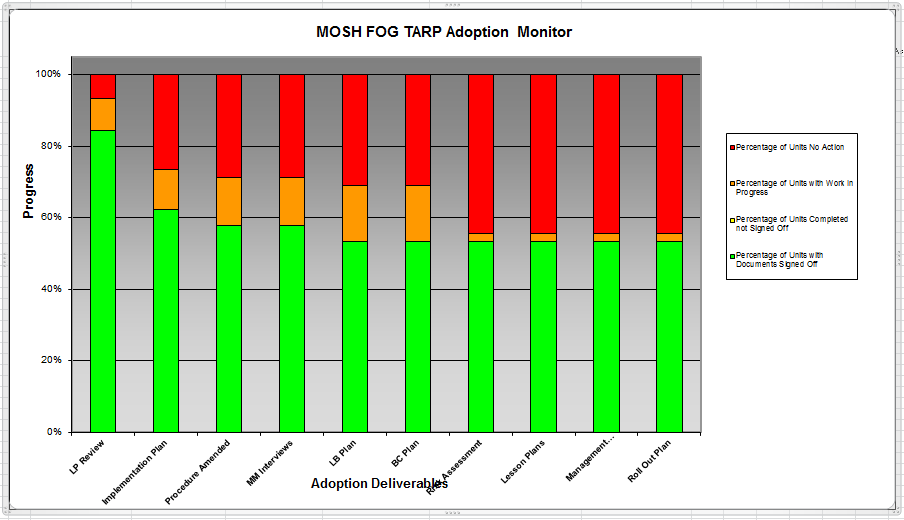 MOSH FOG TARP Adoption Monitor
100%
80%
60%
40%
20%
0%
Progress
LP Review
Implementation Plan
Procedure Amended
MM Interviews
LB Plan
BC Plan
Assessment
Lesson Plans
Management...
Roll Out Plan
Adoption Deliverables
Percentage of Units No Action
Percentage of Units with Work in
Progress
Percentage of Units Completed
not Signed Off
Percentage of Units with
Documents Signed Off